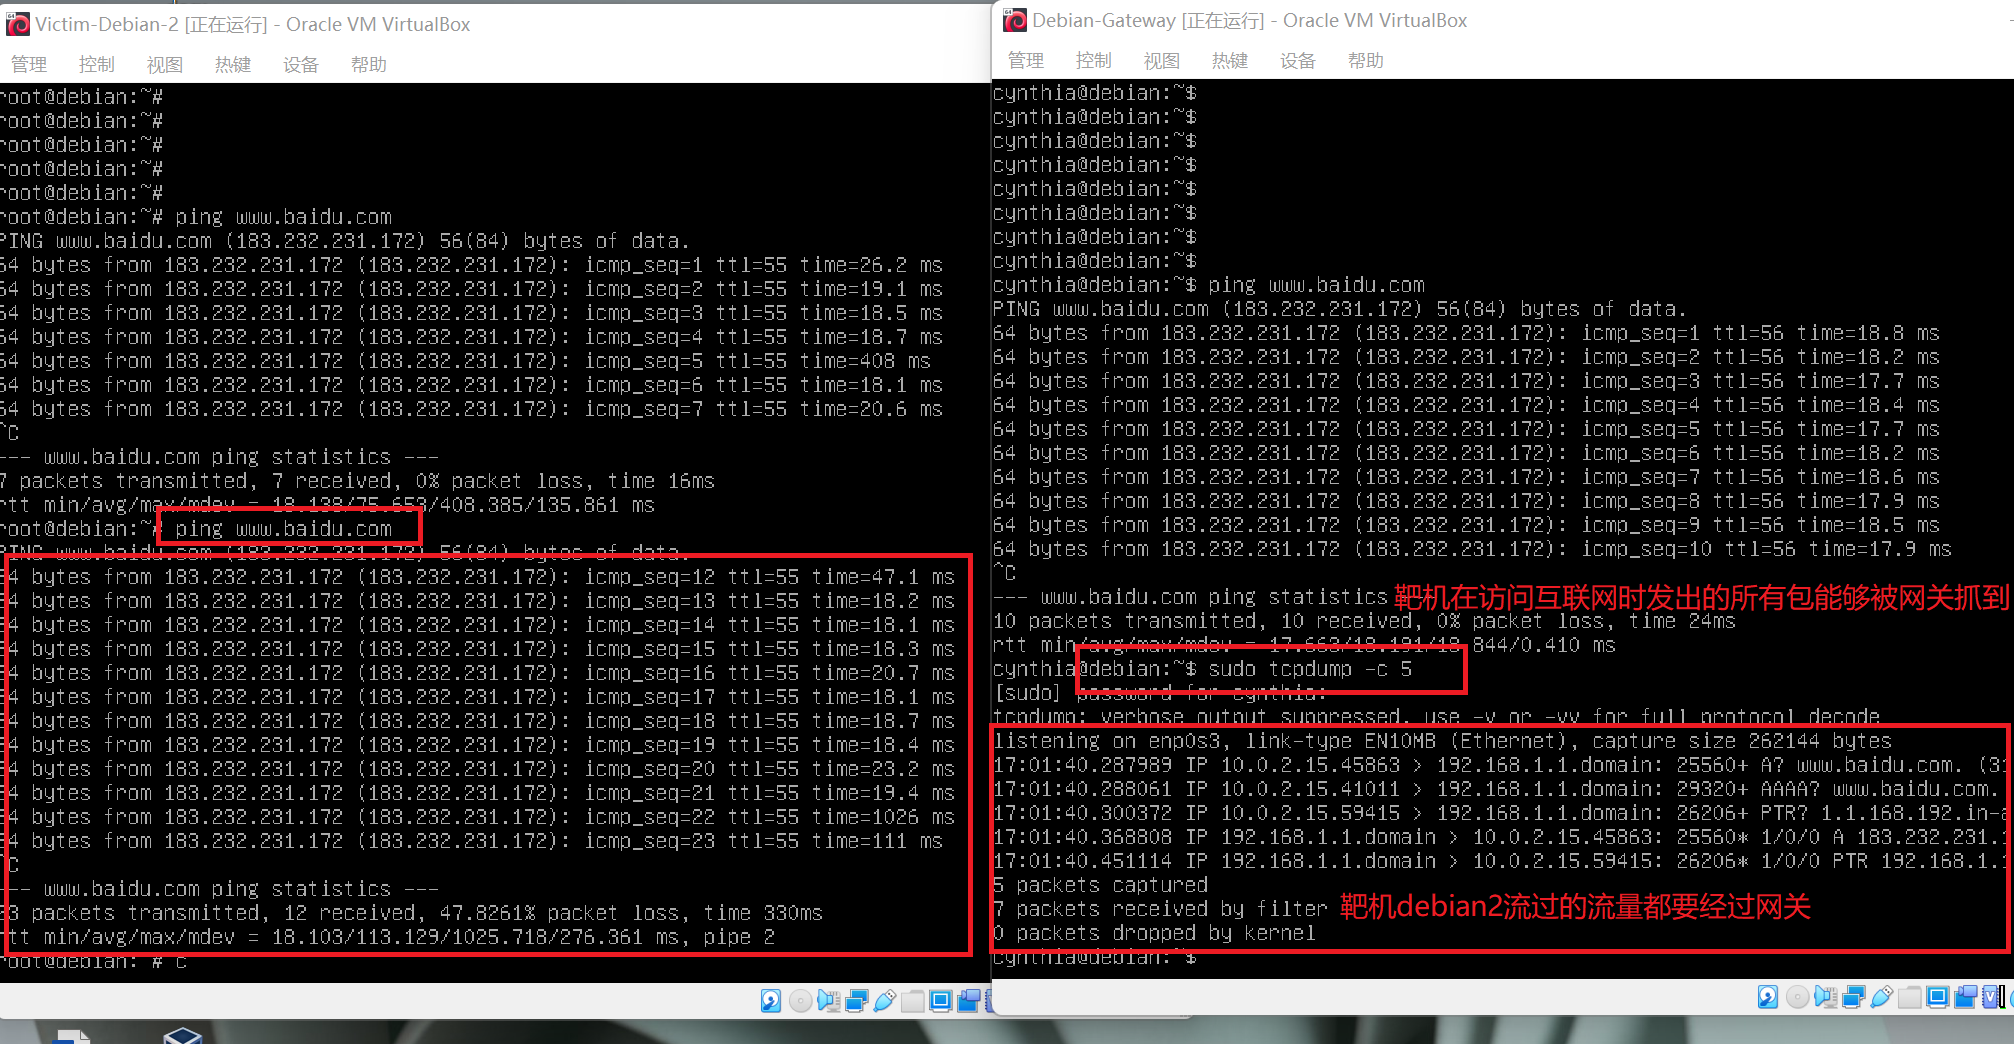 Victim-Debian-2 [正在运行] - Oracle VM VirtualBox
管理 控制 视图 热键 设备 帮助
root@debian:~#
root@debian:~#
root@debian:~#
root@debian:~#
root@debian:~#
root@debian:~# ping www.baidu.com
PING www.baidu.com (183.232.231.172) 56(84) bytes of data.
64 bytes from 183.232.231.172 (183.232.231.172): icmp_seq=1 ttl=55 time=26.2 ms
64 bytes from 183.232.231.172 (183.232.231.172): icmp_seq=2 ttl=55 time=19.1 ms
64 bytes from 183.232.231.172 (183.232.231.172): icmp_seq=3 ttl=55 time=18.5 ms
64 bytes from 183.232.231.172 (183.232.231.172): icmp_seq=4 ttl=55 time=18.7 ms
64 bytes from 183.232.231.172 (183.232.231.172): icmp_seq=5 ttl=55 time=408 ms
64 bytes from 183.232.231.172 (183.232.231.172): icmp_seq=6 ttl=55 time=18.1 ms
64 bytes from 183.232.231.172 (183.232.231.172): icmp_seq=7 ttl=55 time=20.6 ms
^C
--- www.baidu.com ping statistics ---
7 packets transmitted, 7 received, 0% packet loss, time 16ms
rtt min/avg/max/mdev = 18.138/75.653/408.385/135.861 ms
root@debian:~# ping www.baidu.com
PING www.baidu.com (183.232.231.172) 56(84) bytes of data.
64 bytes from 183.232.231.172 (183.232.231.172): icmp_seq=12 ttl=55 time=47.1 ms
64 bytes from 183.232.231.172 (183.232.231.172): icmp_seq=13 ttl=55 time=18.2 ms
64 bytes from 183.232.231.172 (183.232.231.172): icmp_seq=14 ttl=55 time=18.1 ms
64 bytes from 183.232.231.172 (183.232.231.172): icmp_seq=15 ttl=55 time=18.3 ms
64 bytes from 183.232.231.172 (183.232.231.172): icmp_seq=16 ttl=55 time=20.7 ms
64 bytes from 183.232.231.172 (183.232.231.172): icmp_seq=17 ttl=55 time=18.1 ms
64 bytes from 183.232.231.172 (183.232.231.172): icmp_seq=18 ttl=55 time=18.7 ms
64 bytes from 183.232.231.172 (183.232.231.172): icmp_seq=19 ttl=55 time=18.4 ms
64 bytes from 183.232.231.172 (183.232.231.172): icmp_seq=20 ttl=55 time=23.2 ms
64 bytes from 183.232.231.172 (183.232.231.172): icmp_seq=21 ttl=55 time=19.4 ms
64 bytes from 183.232.231.172 (183.232.231.172): icmp_seq=22 ttl=55 time=1026 ms
64 bytes from 183.232.231.172 (183.232.231.172): icmp_seq=23 ttl=55 time=111 ms
^C
--- www.baidu.com ping statistics ---
23 packets transmitted, 12 received, 47.8261% packet loss, time 330ms
rtt min/avg/max/mdev = 18.103/113.129/1025.718/276.361 ms, pipe 2
root@debian:~# c
Debian-Gateway [正在运行] - Oracle VM VirtualBox
管理 控制 视图 热键 设备 帮助
cynthia@debian:~$
cynthia@debian:~$
cynthia@debian:~$
cynthia@debian:~$
cynthia@debian:~$
cynthia@debian:~$
cynthia@debian:~$
cynthia@debian:~$
cynthia@debian:~$ ping www.baidu.com
PING www.baidu.com (183.232.231.172) 56(84) bytes of data.
64 bytes from 183.232.231.172 (183.232.231.172): icmp_seq=1 ttl=56 time=18.8 ms
64 bytes from 183.232.231.172 (183.232.231.172): icmp_seq=2 ttl=56 time=18.2 ms
64 bytes from 183.232.231.172 (183.232.231.172): icmp_seq=3 ttl=56 time=17.7 ms
64 bytes from 183.232.231.172 (183.232.231.172): icmp_seq=4 ttl=56 time=18.4 ms
64 bytes from 183.232.231.172 (183.232.231.172): icmp_seq=5 ttl=56 time=17.7 ms
64 bytes from 183.232.231.172 (183.232.231.172): icmp_seq=6 ttl=56 time=18.2 ms
64 bytes from 183.232.231.172 (183.232.231.172): icmp_seq=7 ttl=56 time=18.6 ms
64 bytes from 183.232.231.172 (183.232.231.172): icmp_seq=8 ttl=56 time=17.9 ms
64 bytes from 183.232.231.172 (183.232.231.172): icmp_seq=9 ttl=56 time=18.5 ms
64 bytes from 183.232.231.172 (183.232.231.172): icmp_seq=10 ttl=56 time=17.9 ms
^C
--- www.baidu.com ping statistics
靶机在访问互联网时发出的所有包能够被网关抓到
10 packets transmitted, 10 received, 0% packet loss, time 24ms
rtt min/avg/max/mdev = 17.663/18.191/18.844/0.410 ms
cynthia@debian:~$ sudo tcpdump -c 5
[sudo] password for cynthia:
tcpdump: verbose output suppressed, use -v or -vv for full protocol decode
listening on enp0s3, link-type EN10MB (Ethernet), capture size 262144 bytes
17:01:40.287989 IP 10.0.2.15.45863 > 192.168.1.1.domain: 25560+ A? www.baidu.com. (31
17:01:40.288061 IP 10.0.2.15.41011 > 192.168.1.1.domain: 29320+ AAAA? www.baidu.com.
17:01:40.300372 IP 10.0.2.15.59415 > 192.168.1.1.domain: 26206+ PTR? 1.1.168.192.in-a
17:01:40.368808 IP 192.168.1.1.domain > 10.0.2.15.45863: 25560* 1/0/0 A 183.232.231.1
17:01:40.451114 IP 192.168.1.1.domain > 10.0.2.15.59415: 26206* 1/0/0 PTR 192.168.1.
5 packets captured
7 packets received by filter
靶机debian2流过的流量都要经过网关
0 packets dropped by kernel
cynthia@debian:~$